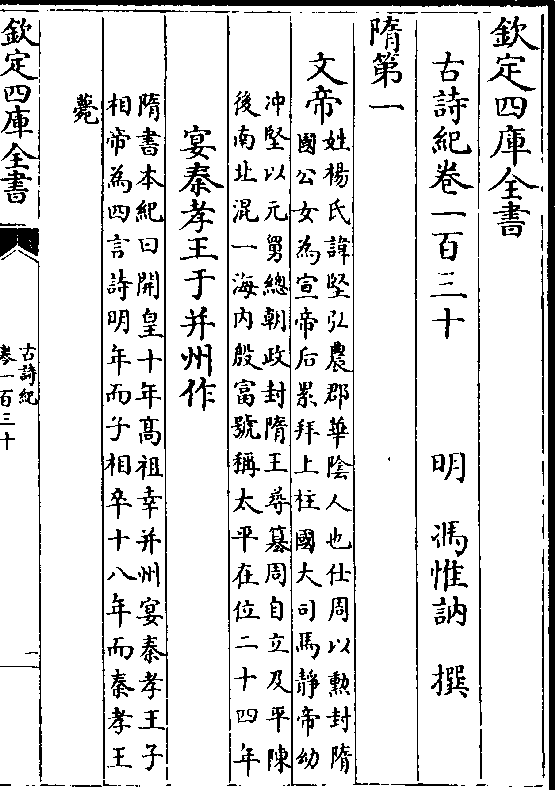 欽定四庫全書
古詩紀卷一百三十 明 馮惟訥 撰
隋第一
文帝
姓楊氏諱堅弘農郡華陰人也仕周以勲封隋
國公女為宣帝后累拜上柱國大司馬靜帝幼
冲堅以元舅總朝政封隋王尋簒周自立及平陳
後南北混一海内殷富號稱太平在位二十四年
宴秦孝王于并州作
隋書本紀曰開皇十年髙祖幸并州宴秦孝王子
相帝為四言詩明年而子相卒十八年而秦孝王
薨
欽定四庫全書
古詩紀
卷一百三十
一